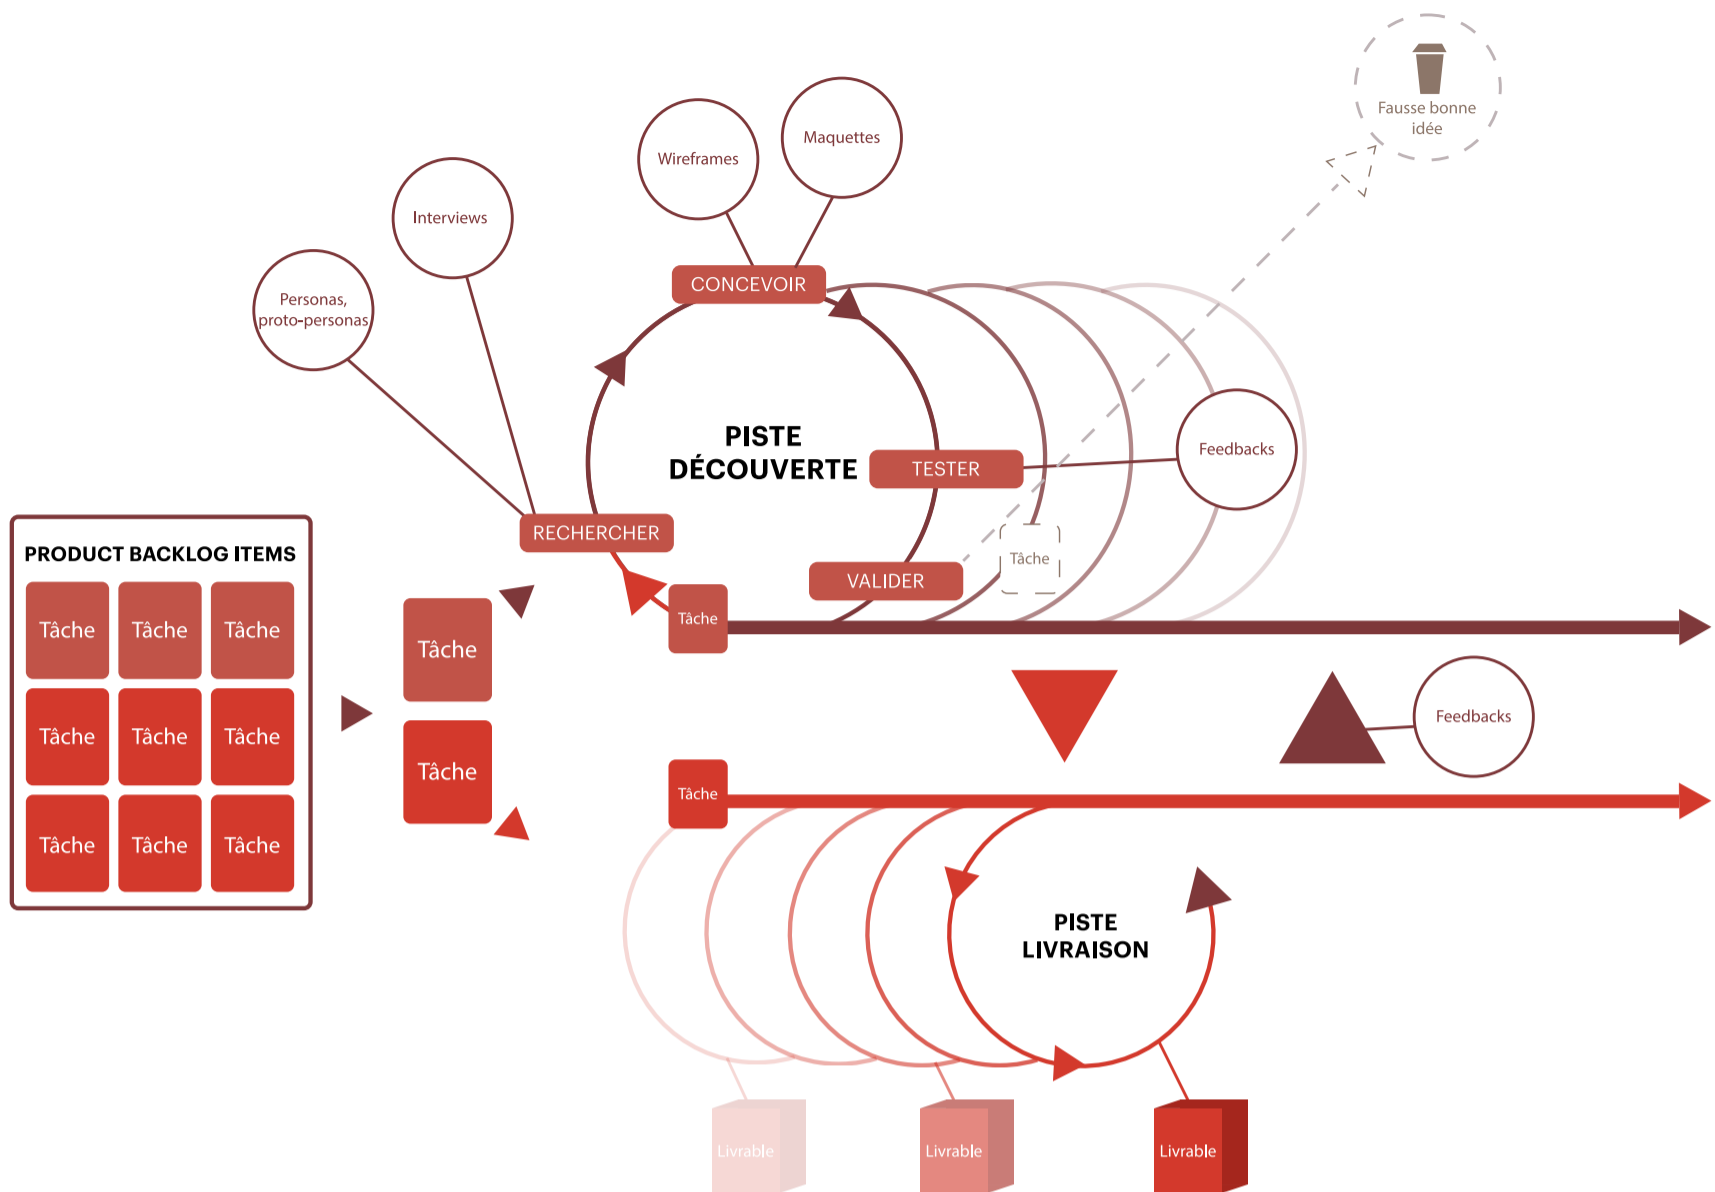 Fausse bonne
idée
Maquettes
Wireframes
Interviews
Personas,
proto-personas
CONCEVOIR
PISTE
DÉCOUVERTE
TESTER
Feedbacks
RECHERCHER
Tâche
VALIDER
PRODUCT BACKLOG ITEMS
Tâche Tâche Tâche
Tâche Tâche Tâche
Tâche Tâche Tâche
Tâche
Tâche
Tâche
Feedbacks
Tâche
PISTE
LIVRAISON
Livrable
Livrable
Livrable